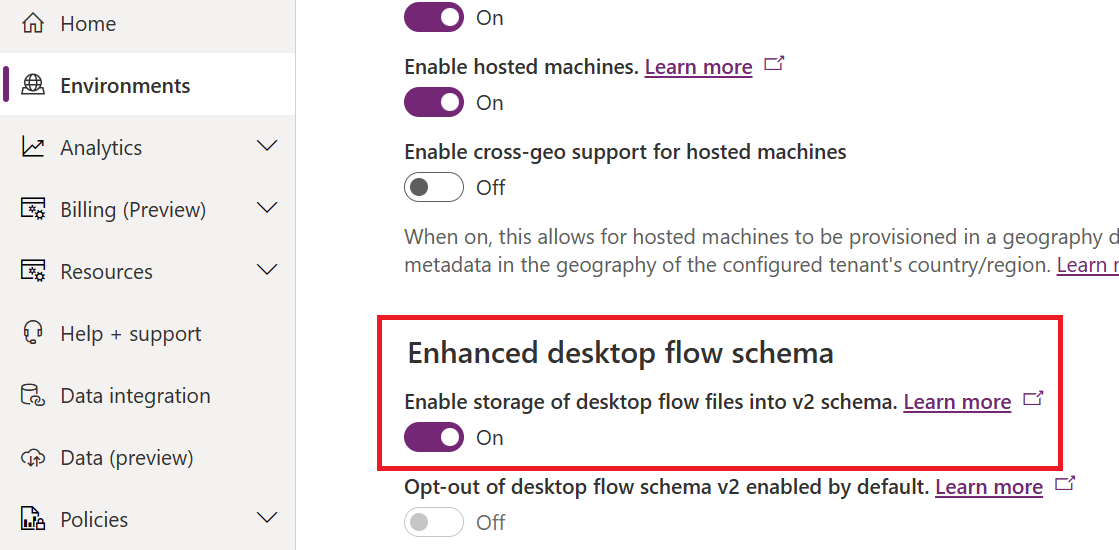 Home
Environments
Analytics
Billing (Preview)
Resources
Help + support
Data integration
Data (preview)
Policies
On
Enable hosted machines. Learn more
On
Enable cross-geo support for hosted machines
Off
When on, this allows for hosted machines to be provisioned in a geography
metadata in the geography of the configured tenant's country/region. Learn
Enhanced desktop flow schema
Enable storage of desktop flow files into v2 schema. Learn more
On
Opt-out of desktop flow schema v2 enabled by default. Learn more
Off